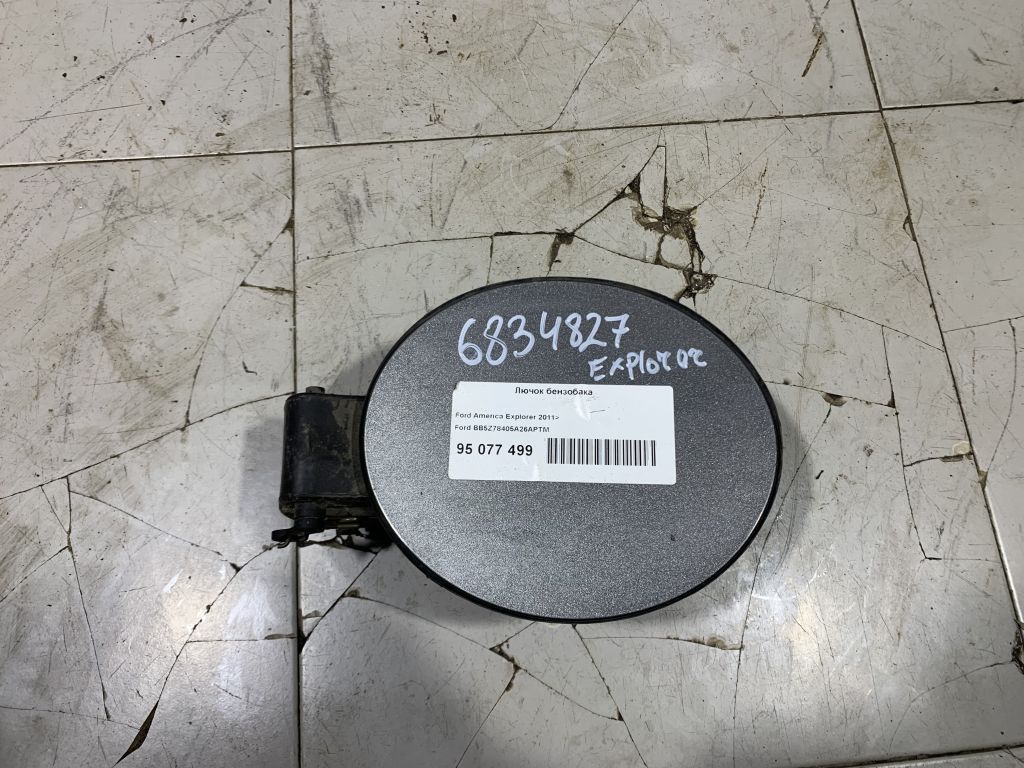 6834827
Explorer
Лючок бензобака
Ford America Explorer 2011>
Ford BB5Z78405A26APTM
95 077 499